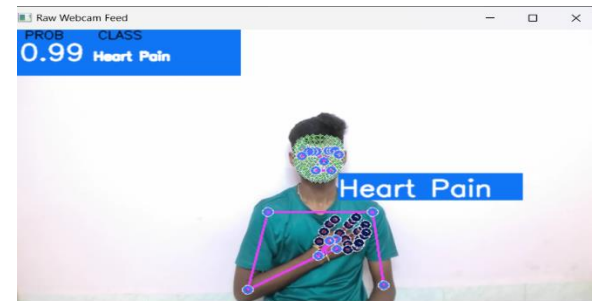 Raw Webcam Feed
PROB CLASS
0.99 Heart Pain
Heart Pain